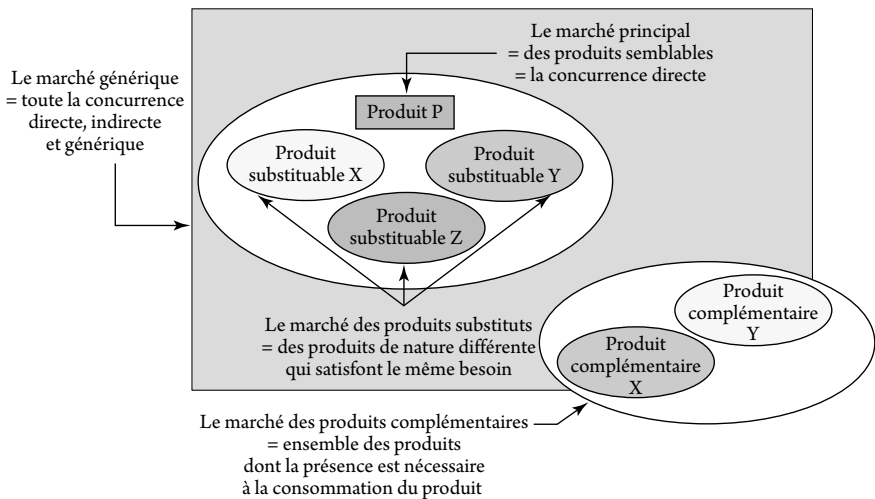 Le marché principal
= des produits semblables
= la concurrence directe
Le marché générique
= toute la concurrence
directe, indirecte
et générique
Produit P
Produit
substituable X
Produit
substituable Y
Produit
substituable Z
Le marché des produits substituts
= des produits de nature différente
qui satisfont le même besoin
Produit
complémentaire
Y
Produit
complémentaire
X
Le marché des produits complémentaires
= ensemble des produits
dont la présence est nécessaire
à la consommation du produit